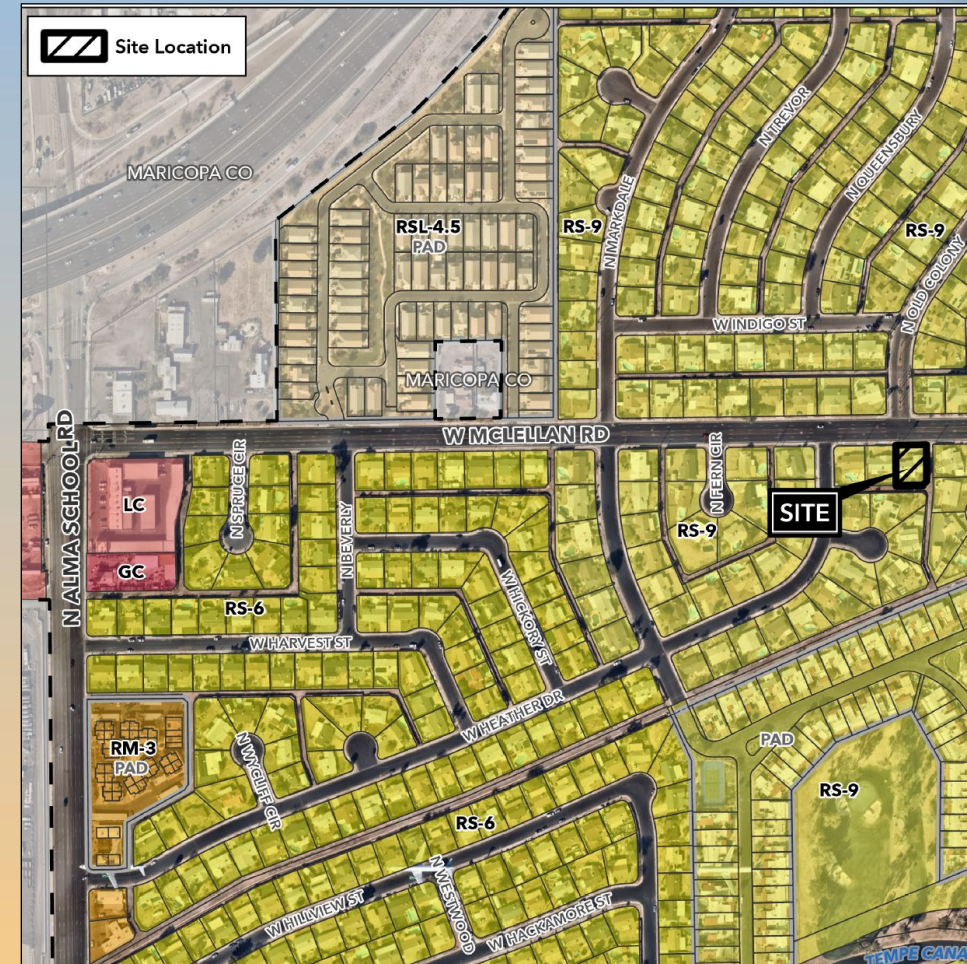 Site Location
MARICOPA CO
N TREVOR
N QUEENSBURY
N MARKDALE
RSL-4.5
PAD
RS-9
RS-9
N OLD COLONY
W INDIGO ST
MARICOPA CO
W MCLELLAN RD
N ALMA SCHOOL RD
N SPRUCE CIR
N FERN CIR
LC
SITE
N BEVERLY
RS-9
GC
W HICKORY ST
RS-6
W HARVEST ST
W HEATHER DR
RM-3
PAD
N WYCLIFF CIR
PAD
RS-9
RS-6
N WESTWOOD
W HILLVIEW ST
W HACKAMORE ST
TEMPE CANA